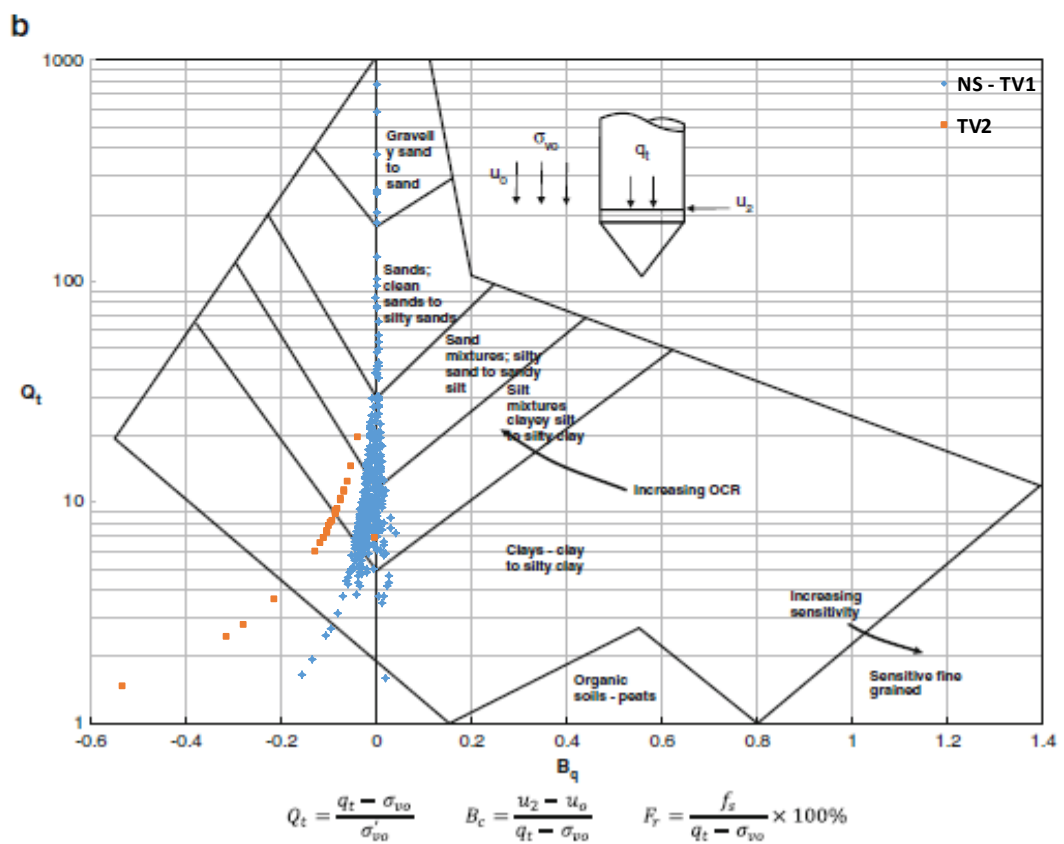 b
1000
NS - TV1
TV2
Gravell
y sand
to
sand
σvo
uo
qt
u2
100
Sands;
clean
sands to
silty sands
Sand
mixtures; silty
sand to sandy
silt
Qt
Silt
mixtures
clayey silt
to silty clay
10
Increasing OCR
Clays - clay
to silty clay
Increasing
sensitivity
Sensitive fine
grained
Organic
soils - peats
1
-0.6 -0.4 -0.2 0 0.2 0.4 0.6 0.8 1 1.2 1.4
Bq
Qt = (qt − σvo) / σ′vo Bc = (u2 − uo) / (qt − σvo) Fr = fs / (qt − σvo) × 100%